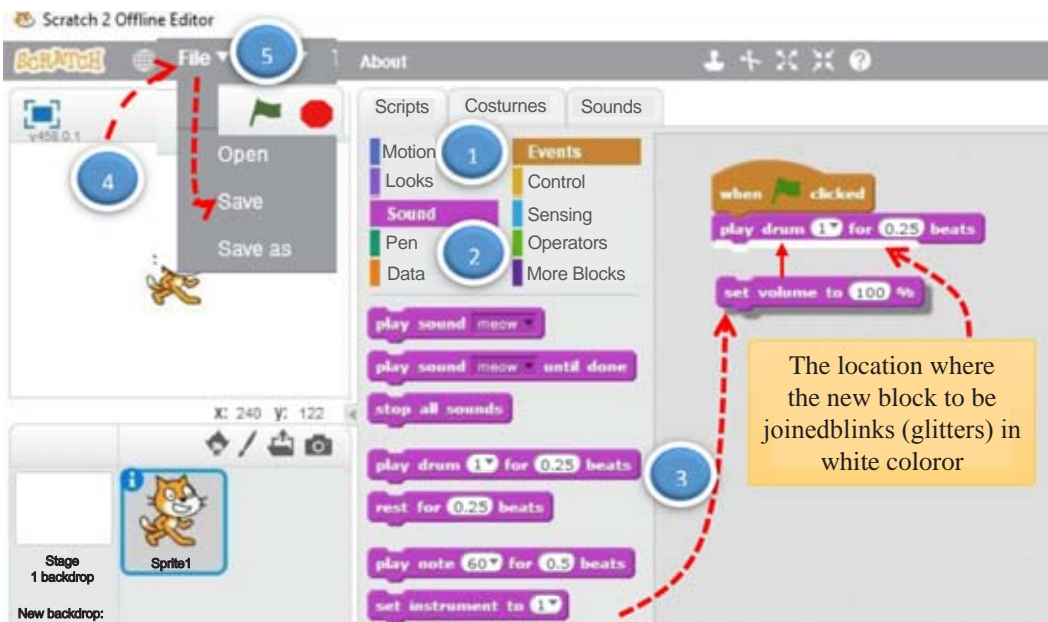 Scratch 2 Offline Editor
SCRATCH
File
5
About
v458.0.1
Open
Save
Save as
4
x: 240 y: 122
Stage
1 backdrop
New backdrop:
Sprite1
Scripts
Costurnes
Sounds
Motion
1
Events
Looks
Control
Sound
Sensing
Pen
2
Operators
Data
More Blocks
play sound meow
play sound meow until done
stop all sounds
play drum 1 for 0.25 beats
rest for 0.25 beats
play note 60 for 0.5 beats
set instrument to 1
3
when clicked
play drum 1 for 0.25 beats
set volume to 100 %
The location where
the new block to be
joinedblinks (glitters) in
white coloror